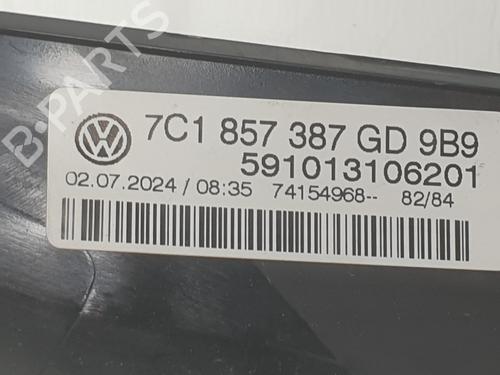 B-PARTS
7C1 857 387 GD 9B9
591013106201
02.07.2024 / 08:35 74154968-- 82/84